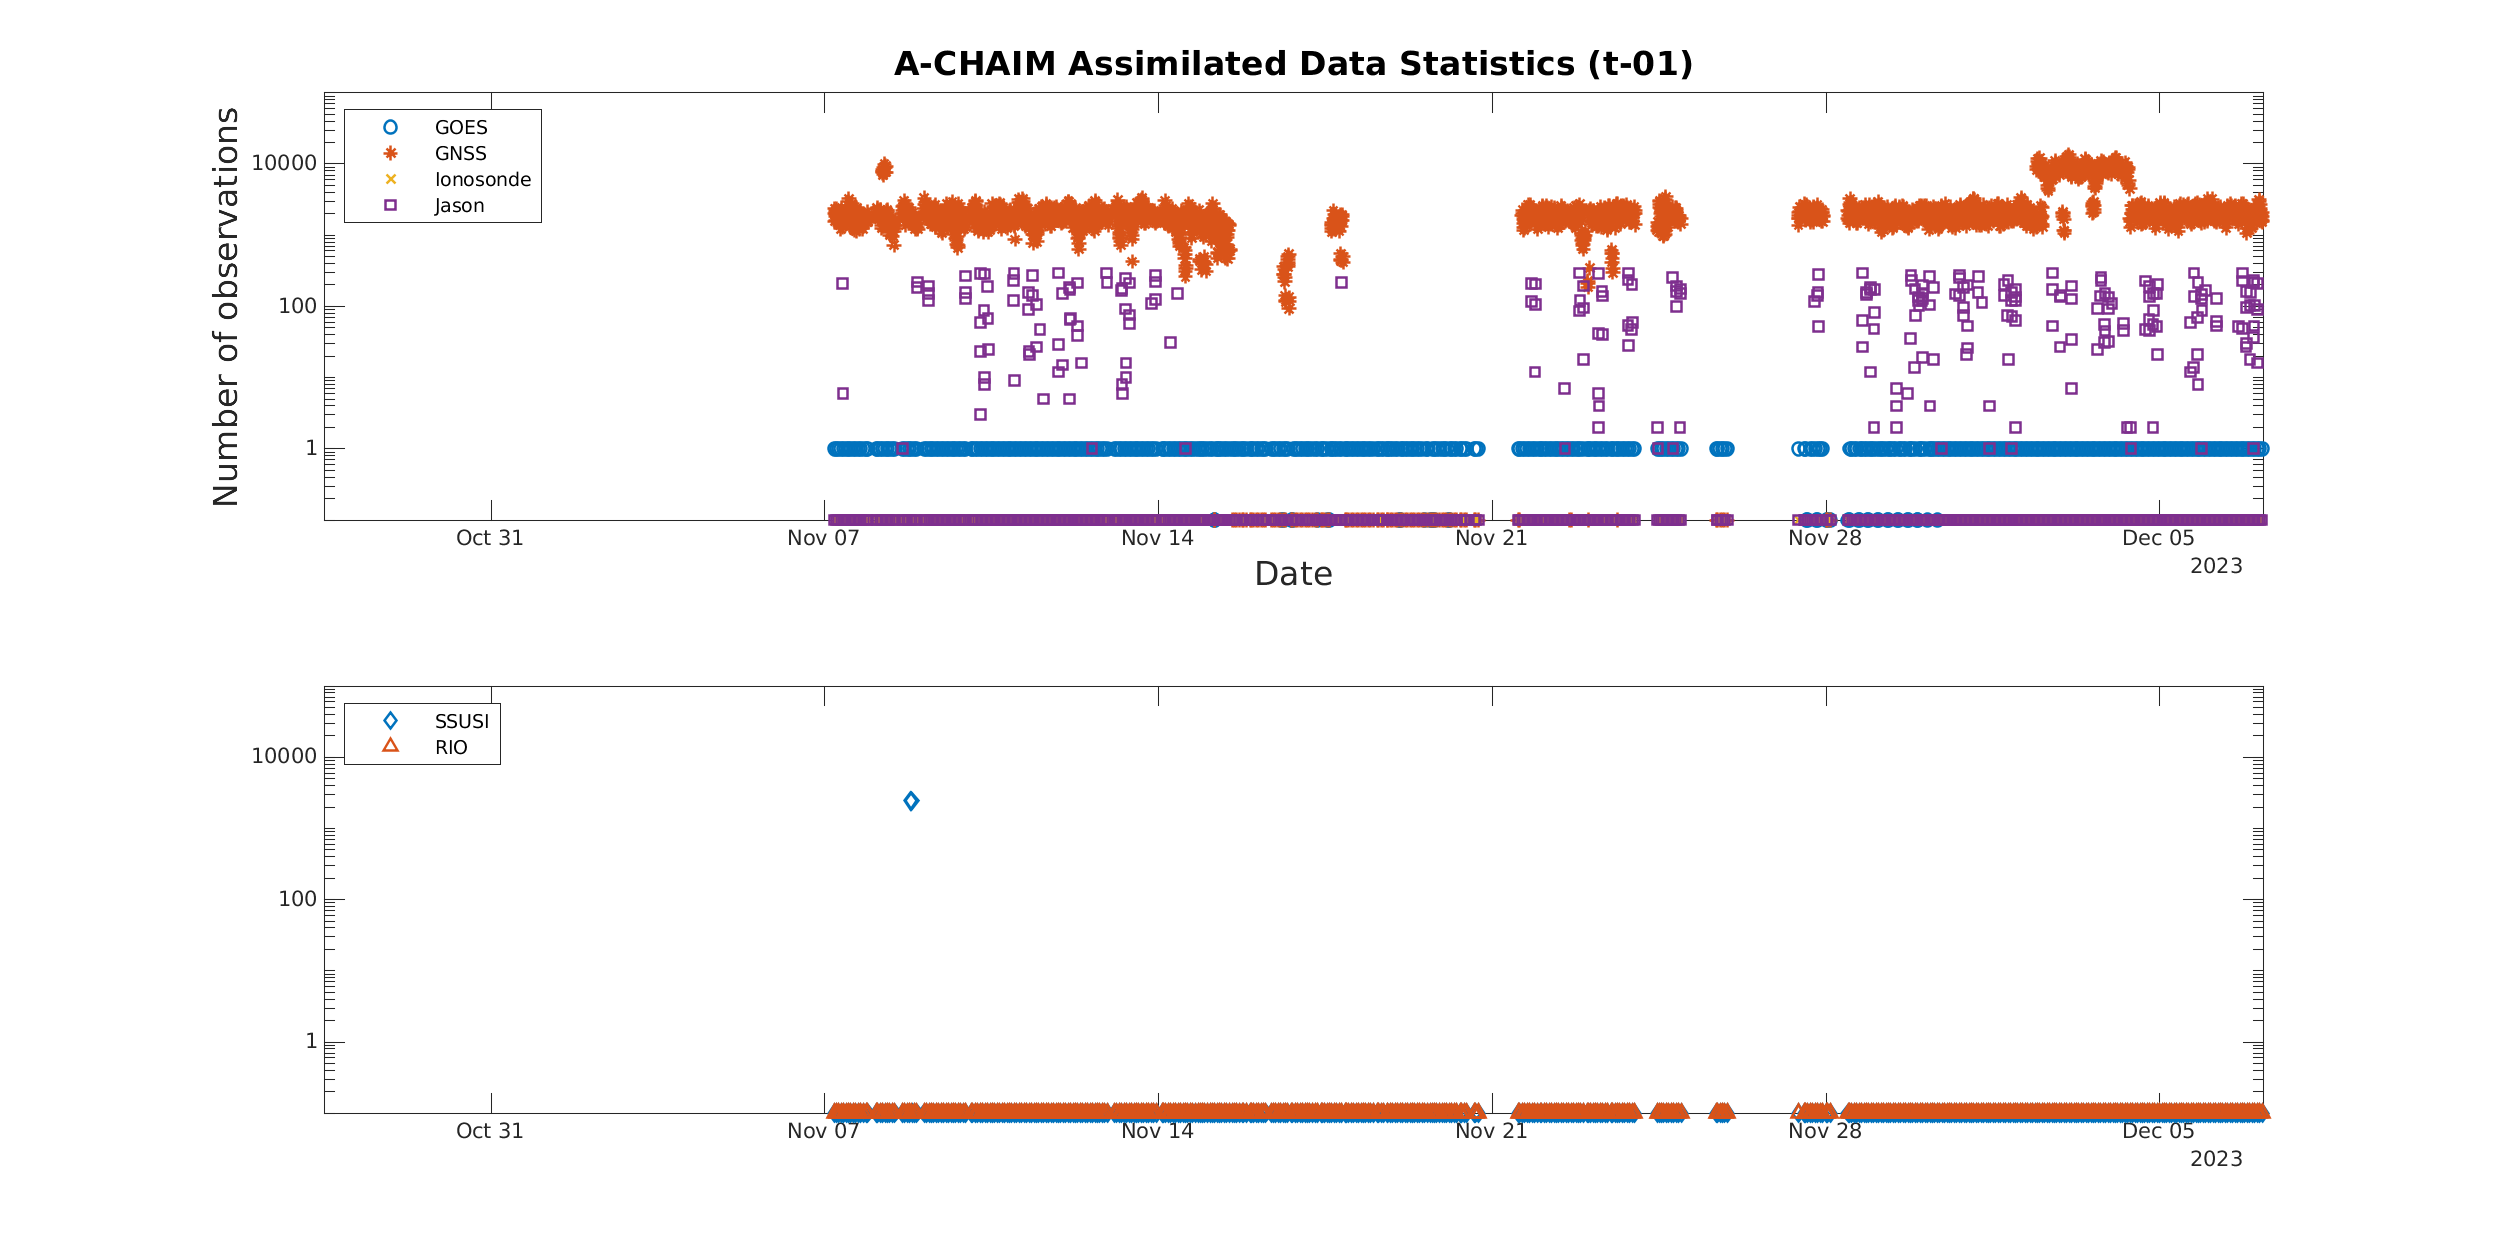 A-CHAIM Assimilated Data Statistics (t-01)
Number of observations
10000
100
1
GOES
GNSS
Ionosonde
Jason
Oct 31
Nov 07
Nov 14
Nov 21
Nov 28
Dec 05
2023
Date
10000
100
1
SSUSI
RIO
Oct 31
Nov 07
Nov 14
Nov 21
Nov 28
Dec 05
2023